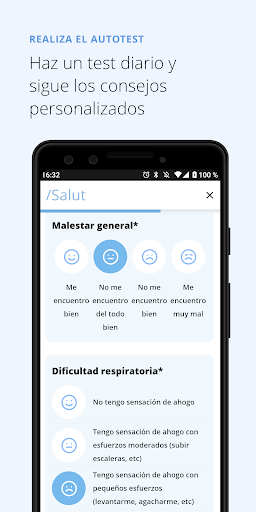 REALIZA EL AUTOTEST
Haz un test diario y
sigue los consejos
personalizados
16:32
100 %
/Salut
Malestar general*
Me
encuentro
bien
No me
encuentro
del todo
bien
No me
encuentro
bien
Me
encuentro
muy mal
Dificultad respiratoria*
No tengo sensación de ahogo
Tengo sensación de ahogo con
esfuerzos moderados (subir
escaleras, etc)
Tengo sensación de ahogo con
pequeños esfuerzos
(levantarme, agacharme, etc)